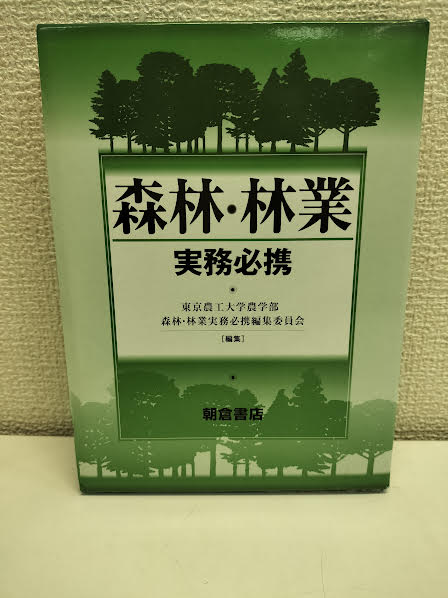 森林・林業
実務必携
東京農工大学農学部
森林・林業実務必携編集委員会
[編集]
朝倉書店